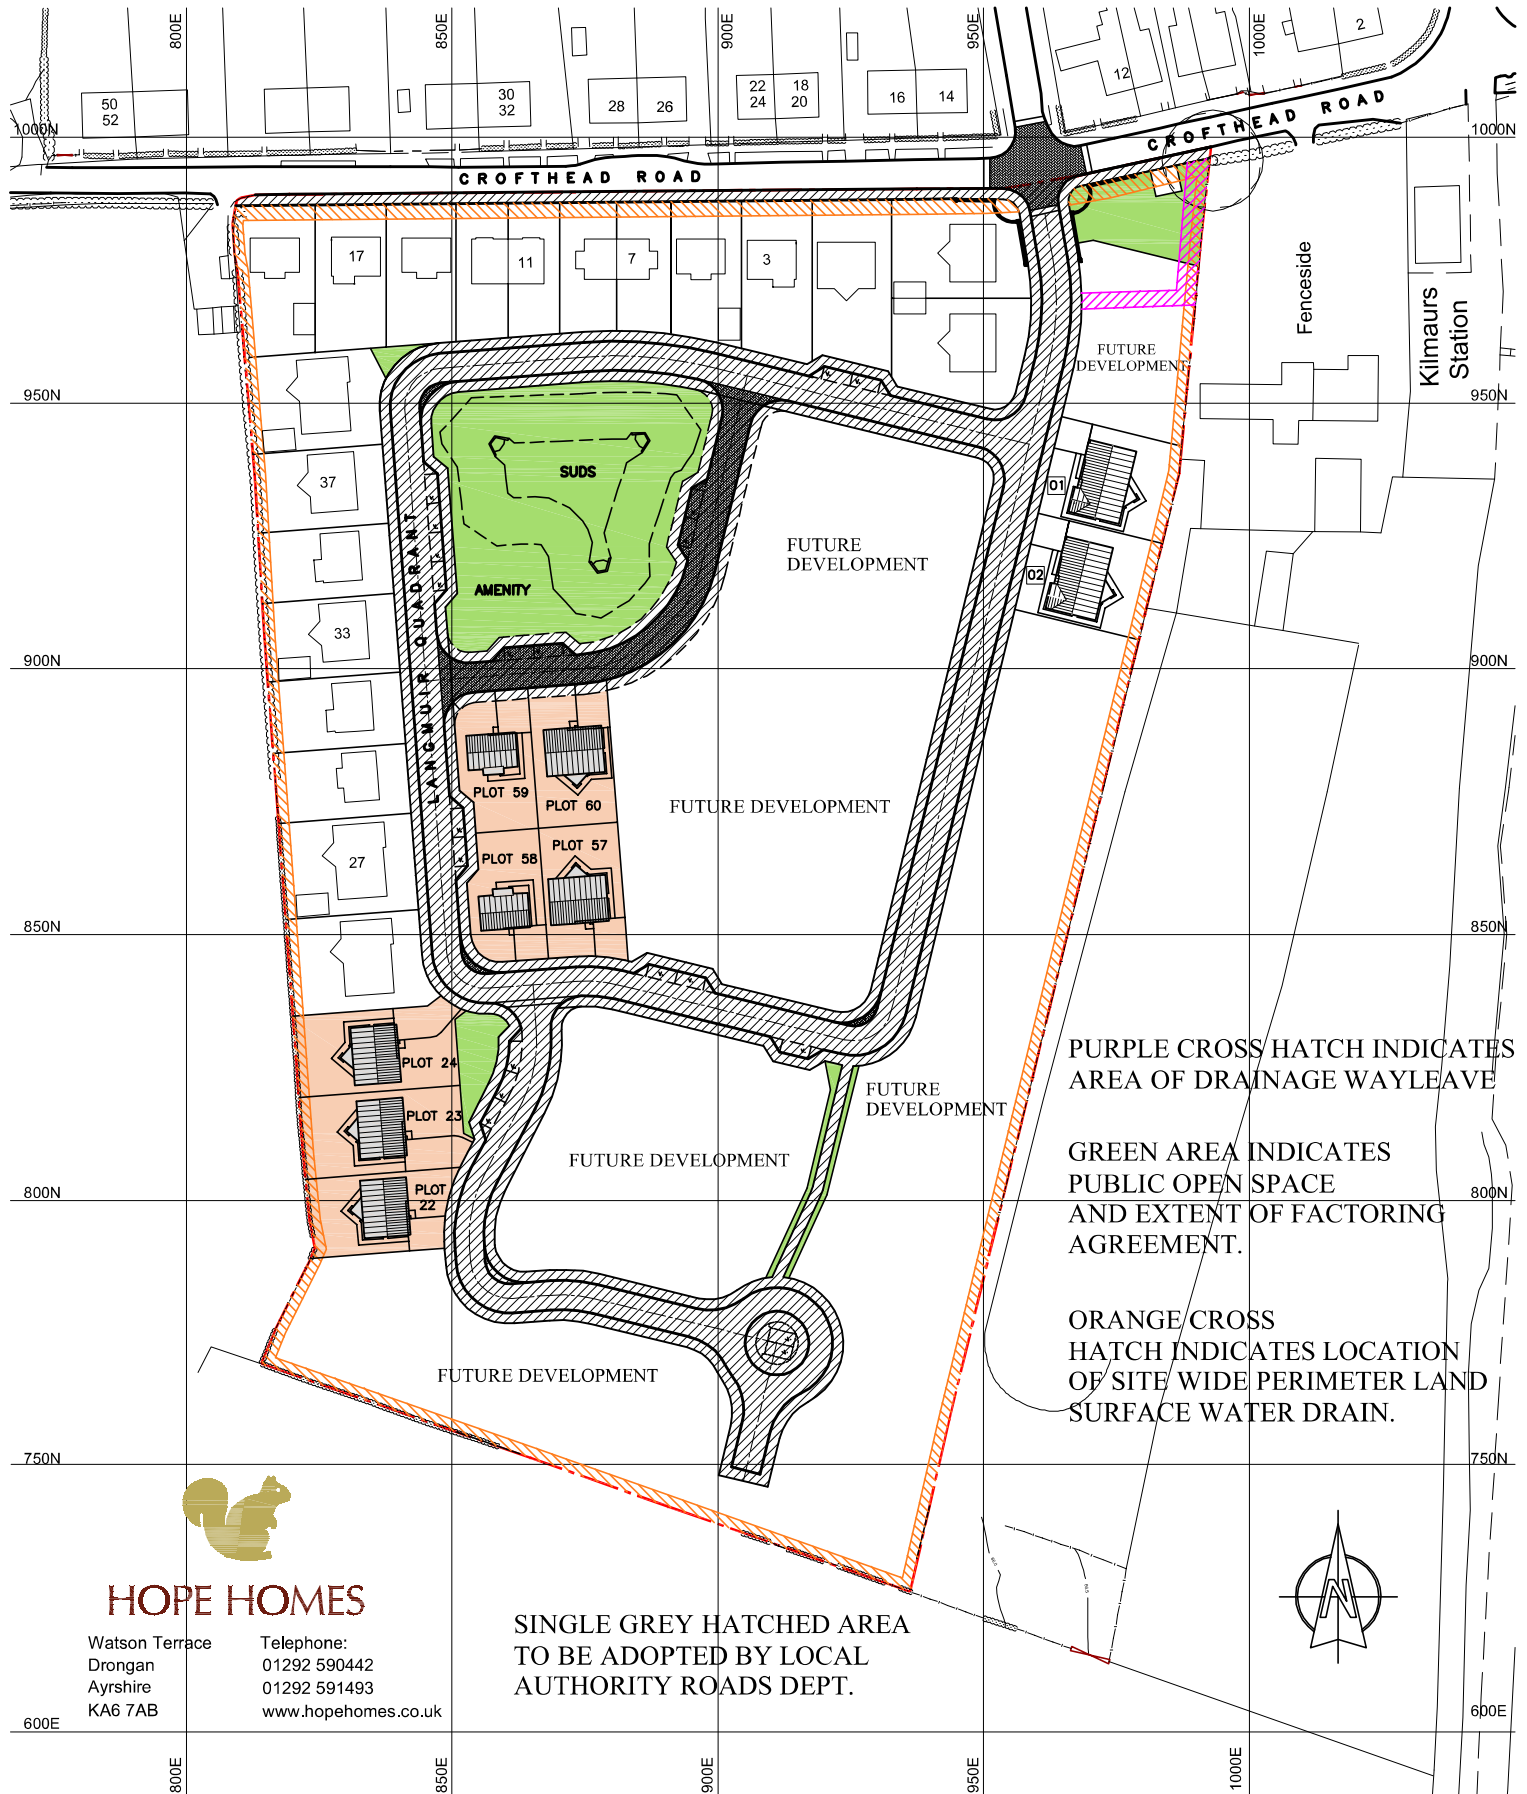 800E
850E
900E
950E
1000E
2
12
50
52
30
32
28
26
22
18
24
20
16
14
1000N
1000N
CROFTHEAD ROAD
CROFTHEAD ROAD
17
11
7
3
Fenceside
Kilmaurs
Station
FUTURE
DEVELOPMENT
950N
950N
SUDS
37
01
LANGMUIR QUADRANT
FUTURE
DEVELOPMENT
02
AMENITY
33
900N
900N
PLOT 59
PLOT 60
FUTURE DEVELOPMENT
PLOT 57
PLOT 58
27
850N
850N
PLOT 24
PURPLE CROSS HATCH INDICATES
AREA OF DRAINAGE WAYLEAVE
FUTURE
DEVELOPMENT
PLOT 23
FUTURE DEVELOPMENT
GREEN AREA INDICATES
PUBLIC OPEN SPACE
AND EXTENT OF FACTORING
AGREEMENT.
PLOT
22
800N
800N
ORANGE CROSS
HATCH INDICATES LOCATION
OF SITE WIDE PERIMETER LAND
SURFACE WATER DRAIN.
FUTURE DEVELOPMENT
750N
750N
HOPE HOMES
Watson Terrace
Drongan
Ayrshire
KA6 7AB
Telephone:
01292 590442
01292 591493
www.hopehomes.co.uk
SINGLE GREY HATCHED AREA
TO BE ADOPTED BY LOCAL
AUTHORITY ROADS DEPT.
N
600E
600E
800E
850E
900E
950E
1000E